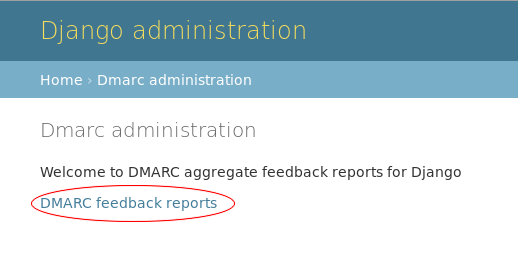 Django administration
Home › Dmarc administration
Dmarc administration
Welcome to DMARC aggregate feedback reports for Django
DMARC feedback reports